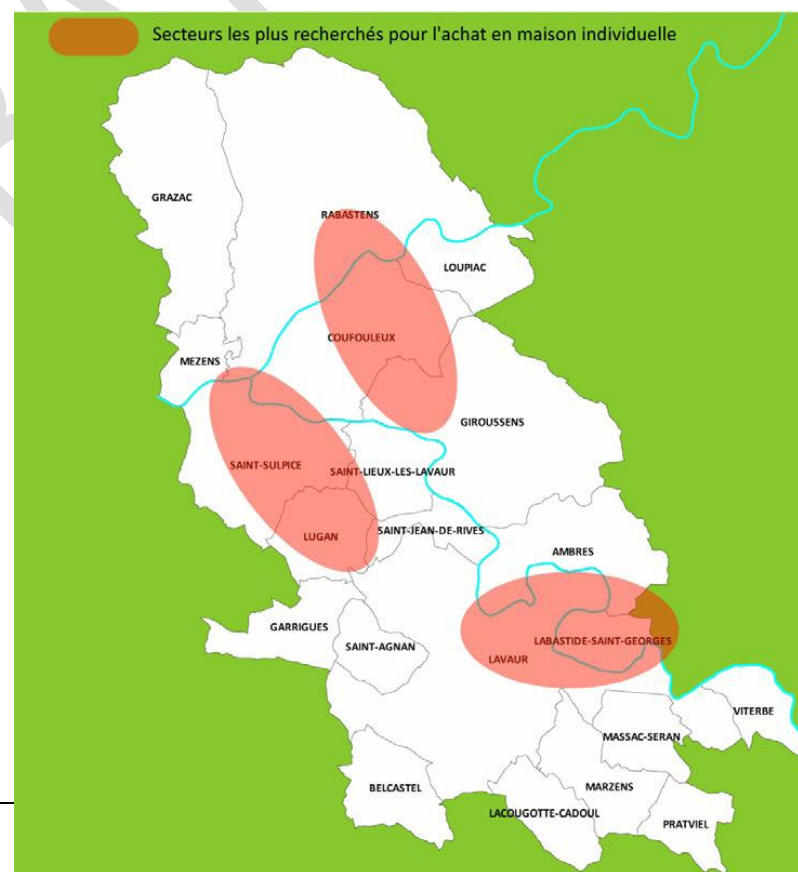 Secteurs les plus recherchés pour l'achat en maison individuelle
GRAZAC
RABASTENS
LOUPIAC
COUFOULEUX
MEZENS
GIROUSSENS
SAINT-SULPICE
SAINT-LIEUX-LES-LAVAUR
LUGAN
SAINT-JEAN-DE-RIVES
AMBRES
GARRIGUES
SAINT-AGNAN
LABASTIDE-SAINT-GEORGES
LAVAUR
VITERBE
MASSAC-SERAN
BELCASTEL
MARZENS
LACOUGOTTE-CADOUL
PRATVIEL